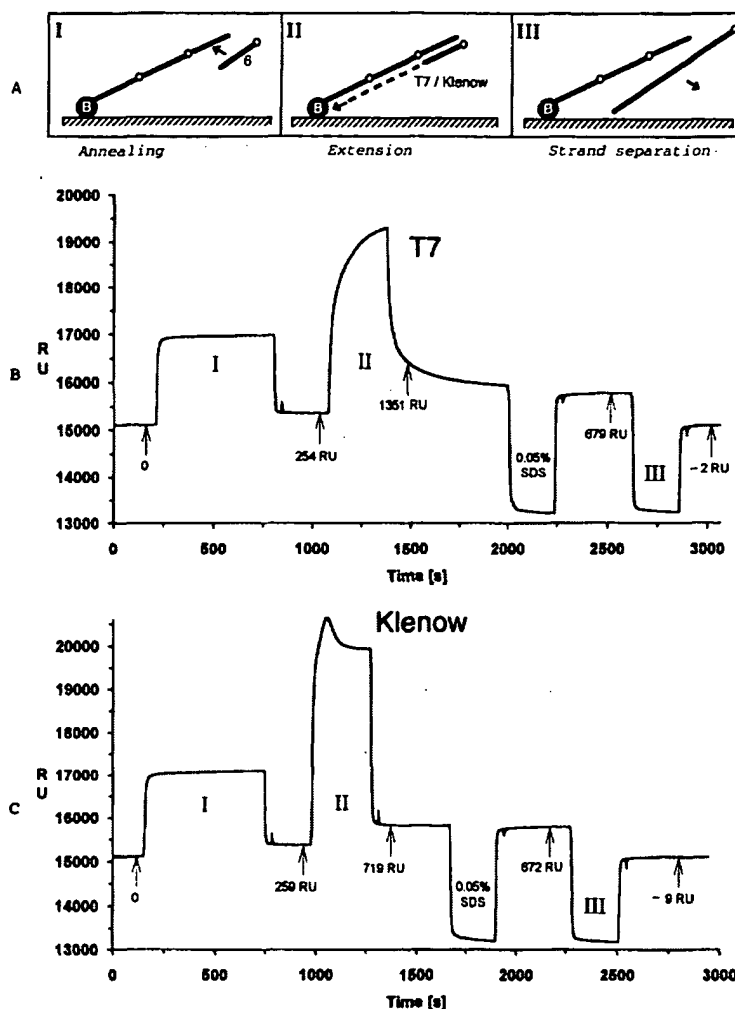 A
I
6
B
II
T7 / Klenow
B
III
B
Annealing
Extension
Strand separation
B
T7
RU
20000
19000
18000
17000
16000
15000
14000
13000
I
II
III
0
254 RU
1351 RU
0.05%
SDS
679 RU
-2 RU
0
500
1000
1500
2000
2500
3000
Time [s]
C
Klenow
RU
20000
19000
18000
17000
16000
15000
14000
13000
I
II
III
0
259 RU
719 RU
0.05%
SDS
672 RU
-9 RU
0
500
1000
1500
2000
2500
3000
Time [s]